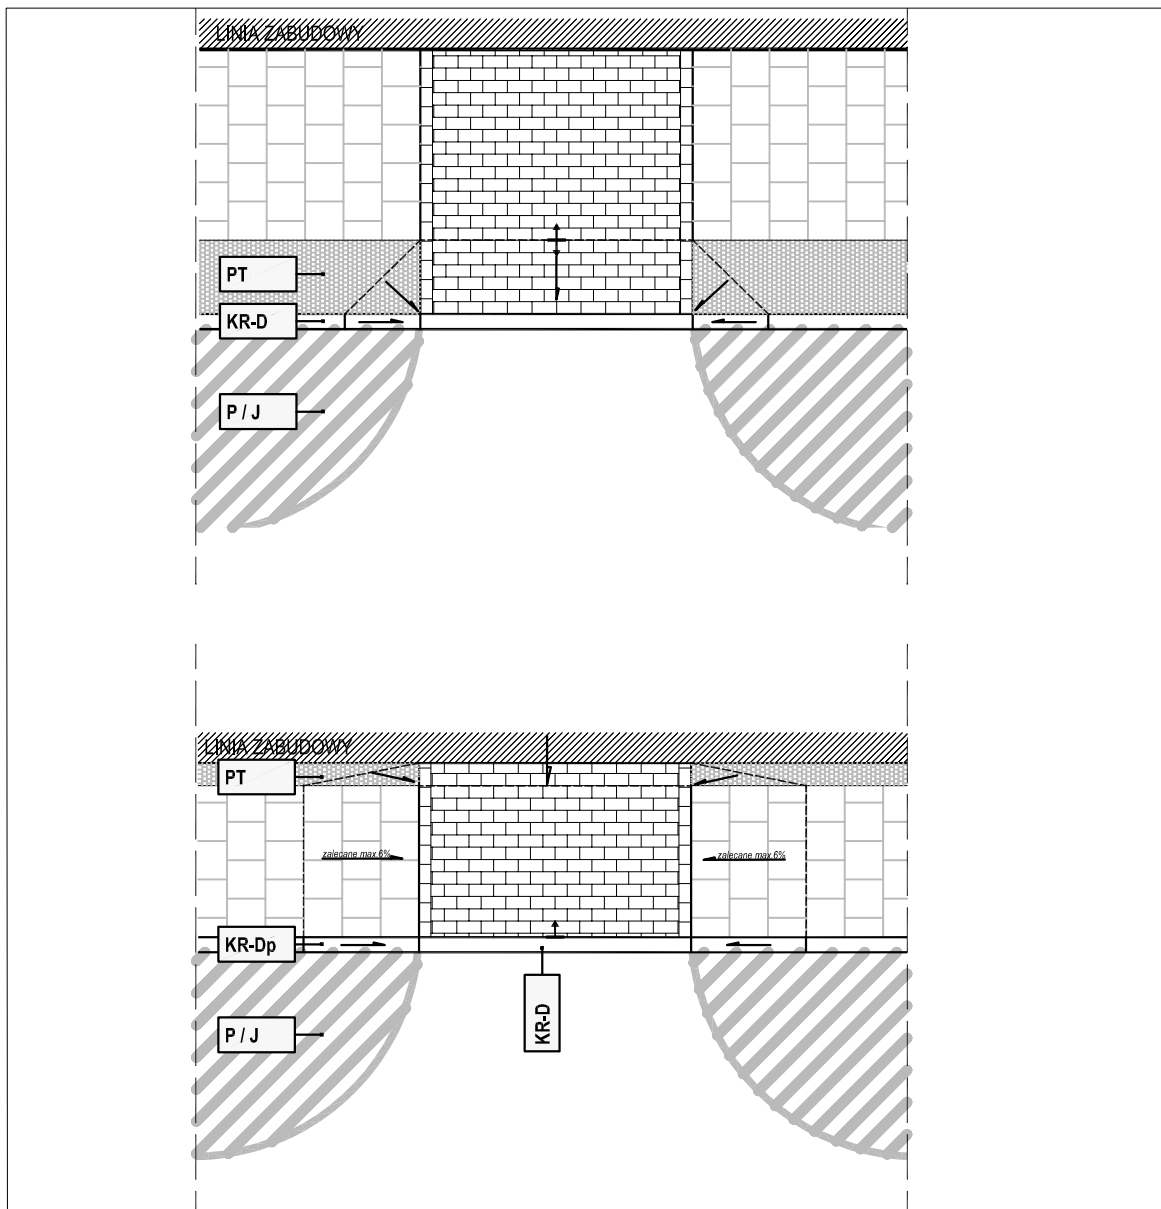 LINIA ZABUDOWY
PT
KR-D
P / J
LINIA ZABUDOWY
PT
zalecane max 6%
zalecane max 6%
KR-Dp
KR-D
P / J